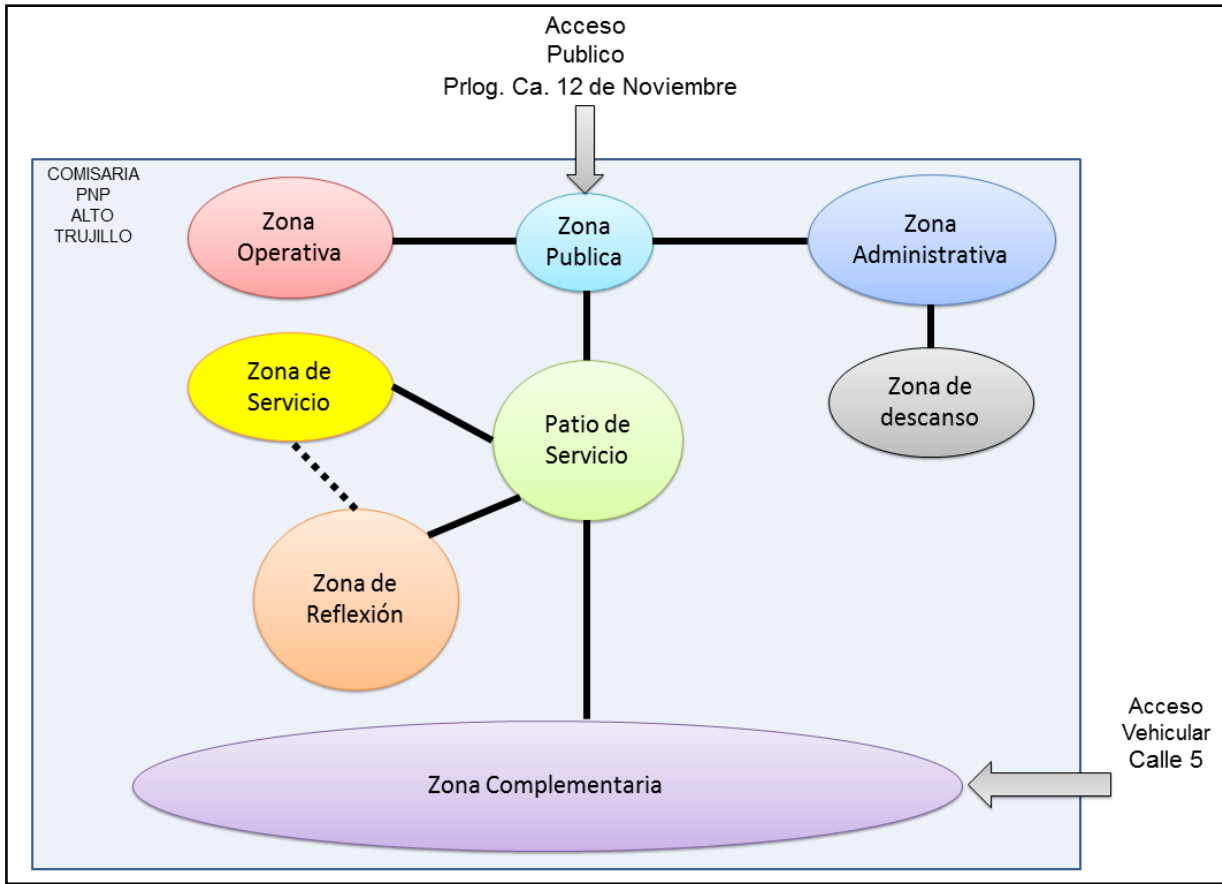 Acceso
Publico
Prlog. Ca. 12 de Noviembre
COMISARIA
PNP
ALTO
TRUJILLO
Zona
Operativa
Zona
Publica
Zona
Administrativa
Zona de
Servicio
Patio de
Servicio
Zona de
descanso
Zona de
Reflexión
Acceso
Vehicular
Calle 5
Zona Complementaria